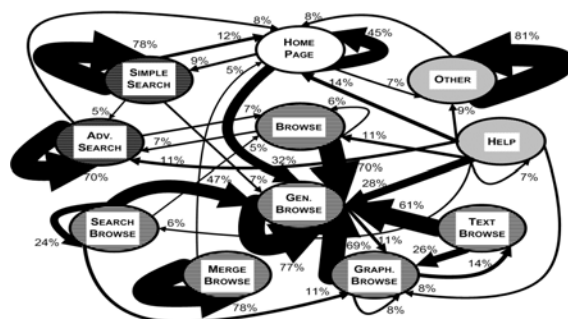 8%
8%
78%
12%
HOME
PAGE
45%
81%
9%
SIMPLE
SEARCH
5%
14%
7%
OTHER
5%
9%
7%
BROWSE
6%
ADV.
SEARCH
7%
5%
11%
HELP
70%
11%
32%
70%
7%
47%
7%
28%
GEN.
BROWSE
61%
SEARCH
BROWSE
6%
TEXT
BROWSE
24%
69%
11%
26%
MERGE
BROWSE
77%
GRAPH.
BROWSE
14%
78%
11%
8%
8%